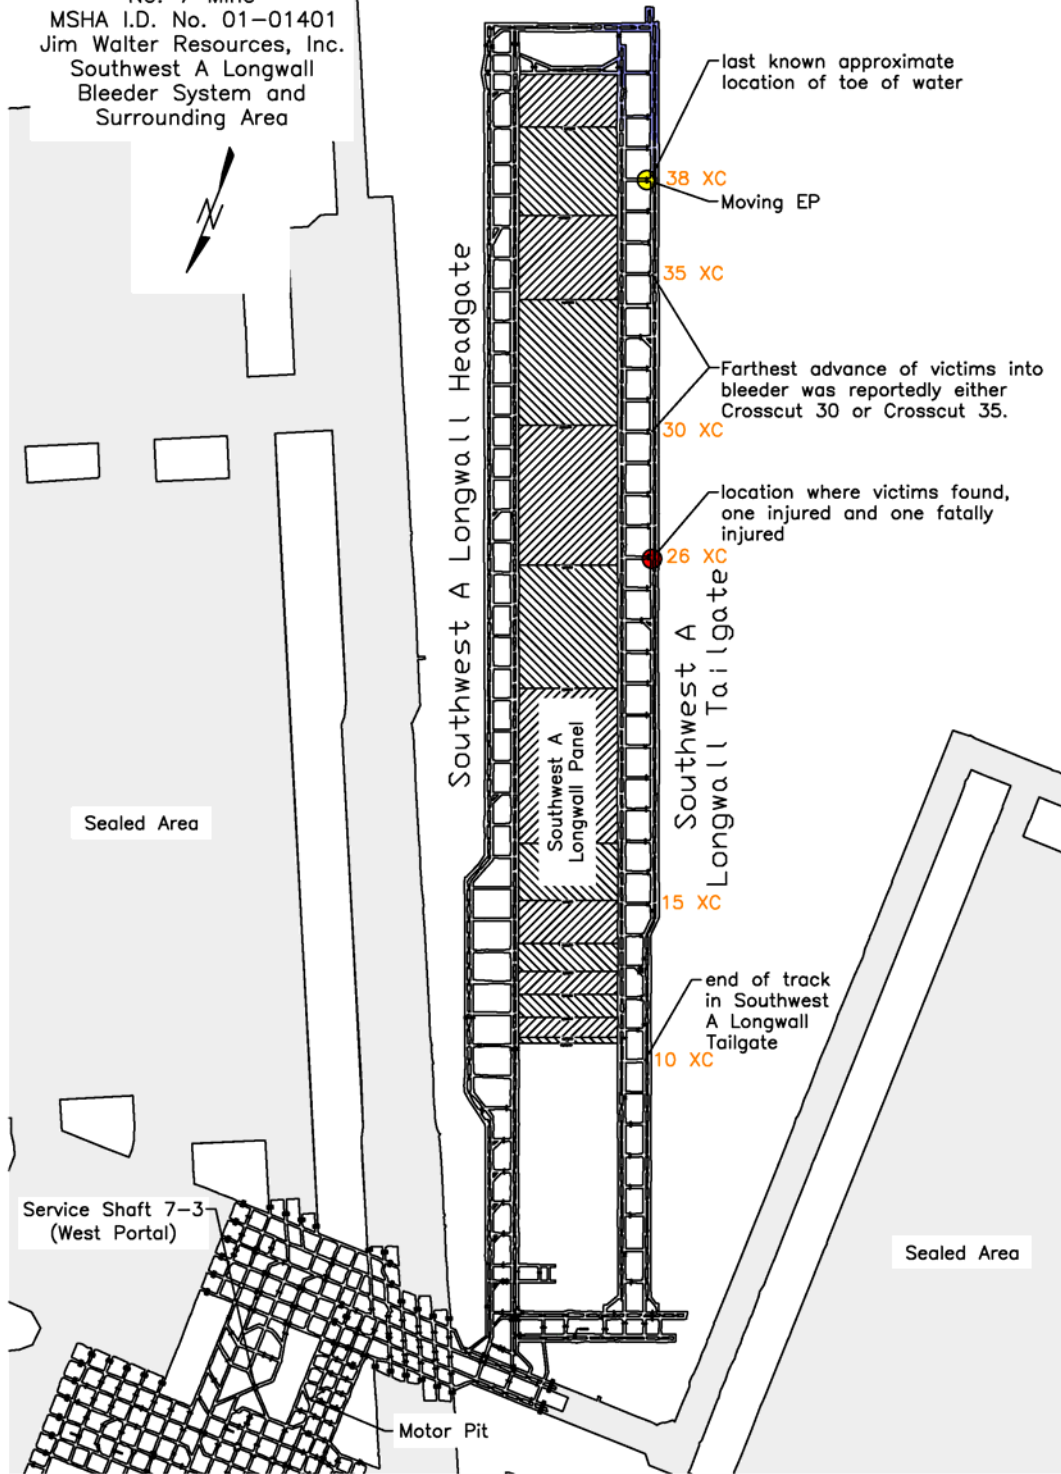 No. 7 Mine
MSHA I.D. No. 01-01401
Jim Walter Resources, Inc.
Southwest A Longwall
Bleeder System and
Surrounding Area
N
last known approximate
location of toe of water
38 XC
Moving EP
35 XC
Farthest advance of victims into
bleeder was reportedly either
Crosscut 30 or Crosscut 35.
30 XC
location where victims found,
one injured and one fatally
injured
26 XC
Southwest A Longwall Headgate
Southwest A
Longwall Tailgate
Southwest A
Longwall Panel
Sealed Area
15 XC
end of track
in Southwest
A Longwall
Tailgate
10 XC
Service Shaft 7-3
(West Portal)
Sealed Area
Motor Pit